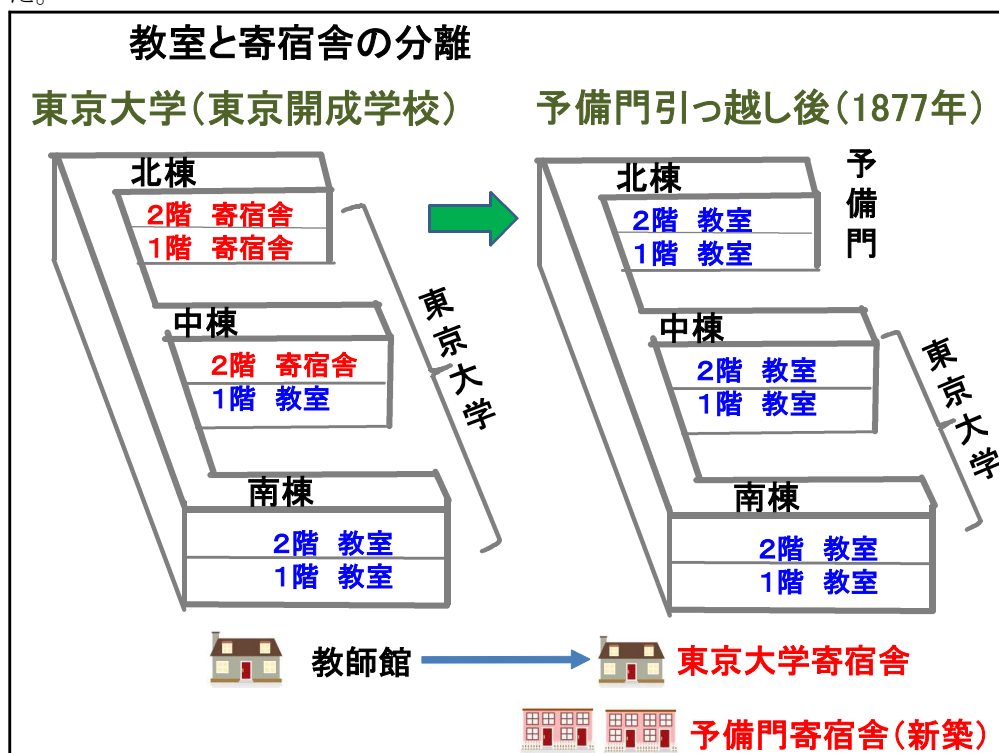 た。
教室と寄宿舎の分離
東京大学(東京開成学校)
北棟
2階 寄宿舎
1階 寄宿舎
中棟
2階 寄宿舎
1階 教室
南棟
2階 教室
1階 教室
東京大学
予備門引っ越し後(1877年)
北棟
2階 教室
1階 教室
予備門
中棟
2階 教室
1階 教室
南棟
2階 教室
1階 教室
東京大学
教師館
東京大学寄宿舎
予備門寄宿舎(新築)